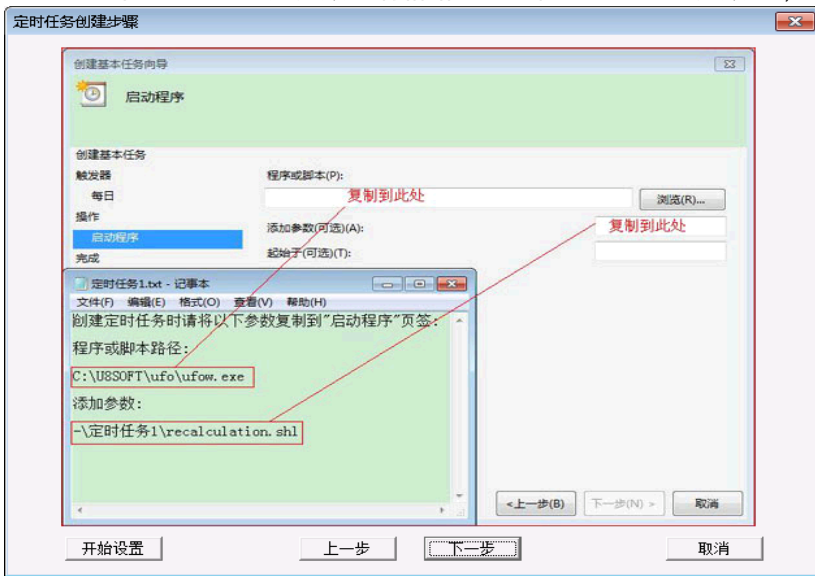 定时任务创建步骤
创建基本任务向导
启动程序
创建基本任务
触发器
程序或脚本(P):
每日
复制到此处
浏览(R)...
操作
添加参数(可选)(A):
复制到此处
启动程序
起始于(可选)(T):
完成
定时任务1.txt - 记事本
文件(F) 编辑(E) 格式(O) 查看(V) 帮助(H)
创建定时任务时请将以下参数复制到"启动程序"页签:
程序或脚本路径:
C:\U8SOFT\ufo\ufow.exe
添加参数:
-\定时任务1\recalculation.shl
<上一步(B)
下一步(N) >
取消
开始设置
上一步
下一步
取消